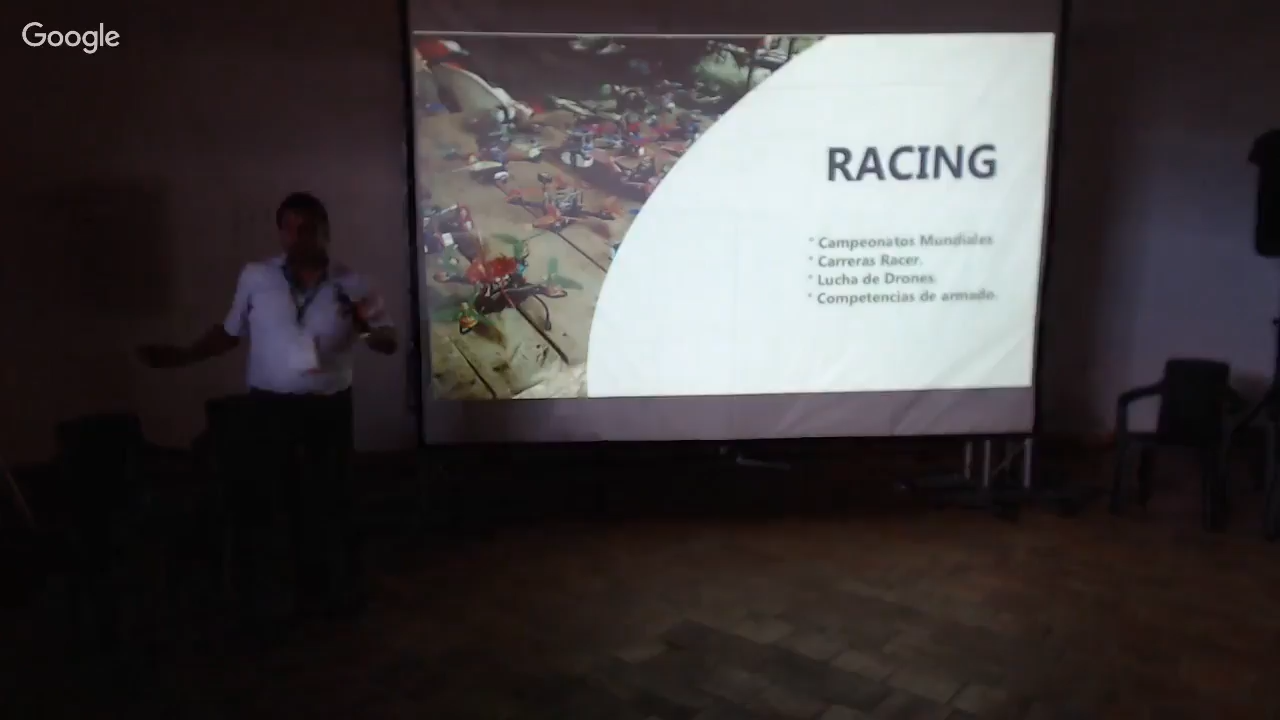 Google
RACING
* Campeonatos Mundiales
* Carreras Racer.
* Lucha de Drones
* Competencias de armado.